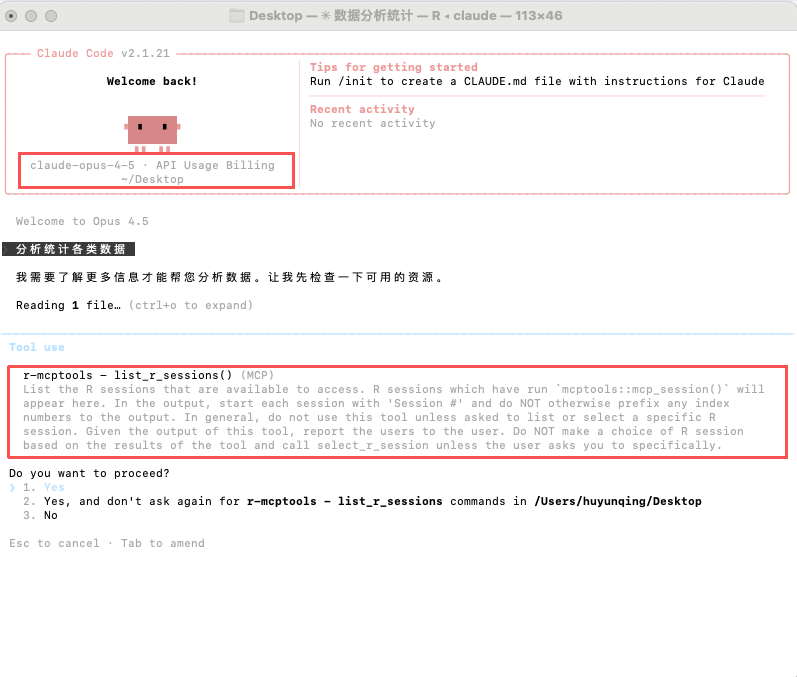 Desktop — ✳ 数据分析统计 — R ◂ claude — 113×46
Claude Code v2.1.21
Welcome back!
claude-opus-4-5 · API Usage Billing
~/Desktop
Tips for getting started
Run /init to create a CLAUDE.md file with instructions for Claude
Recent activity
No recent activity
Welcome to Opus 4.5
❯ 分析统计各类数据
我需要了解更多信息才能帮您分析数据。让我先检查一下可用的资源。
Reading 1 file… (ctrl+o to expand)
Tool use
r-mcptools - list_r_sessions() (MCP)
List the R sessions that are available to access. R sessions which have run `mcptools::mcp_session()` will
appear here. In the output, start each session with 'Session #' and do NOT otherwise prefix any index
numbers to the output. In general, do not use this tool unless asked to list or select a specific R
session. Given the output of this tool, report the users to the user. Do NOT make a choice of R session
based on the results of the tool and call select_r_session unless the user asks you to specifically.
Do you want to proceed?
❯ 1. Yes
2. Yes, and don't ask again for r-mcptools - list_r_sessions commands in /Users/huyunqing/Desktop
3. No
Esc to cancel · Tab to amend